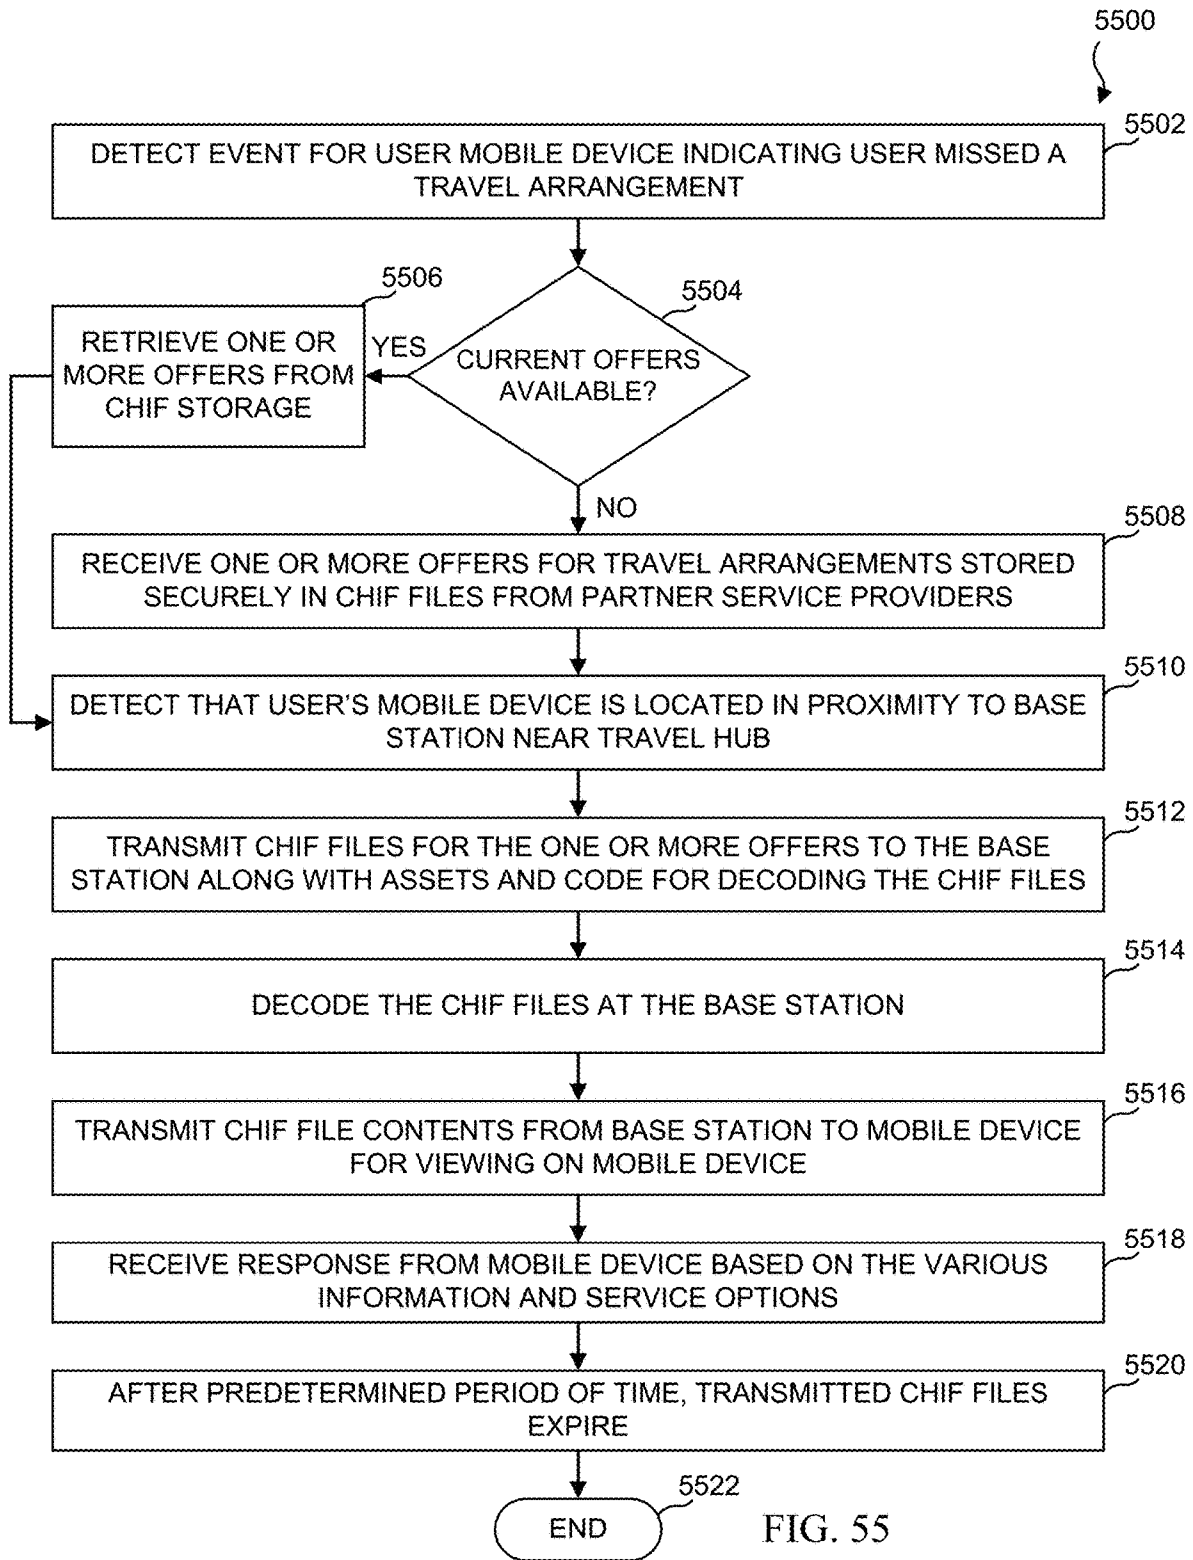 5500
5502
DETECT EVENT FOR USER MOBILE DEVICE INDICATING USER MISSED A
TRAVEL ARRANGEMENT
5506
5504
RETRIEVE ONE OR
MORE OFFERS FROM
CHIF STORAGE
YES
CURRENT OFFERS
AVAILABLE?
NO
5508
RECEIVE ONE OR MORE OFFERS FOR TRAVEL ARRANGEMENTS STORED
SECURELY IN CHIF FILES FROM PARTNER SERVICE PROVIDERS
5510
DETECT THAT USER'S MOBILE DEVICE IS LOCATED IN PROXIMITY TO BASE
STATION NEAR TRAVEL HUB
5512
TRANSMIT CHIF FILES FOR THE ONE OR MORE OFFERS TO THE BASE
STATION ALONG WITH ASSETS AND CODE FOR DECODING THE CHIF FILES
5514
DECODE THE CHIF FILES AT THE BASE STATION
5516
TRANSMIT CHIF FILE CONTENTS FROM BASE STATION TO MOBILE DEVICE
FOR VIEWING ON MOBILE DEVICE
5518
RECEIVE RESPONSE FROM MOBILE DEVICE BASED ON THE VARIOUS
INFORMATION AND SERVICE OPTIONS
5520
AFTER PREDETERMINED PERIOD OF TIME, TRANSMITTED CHIF FILES
EXPIRE
5522
END
FIG. 55